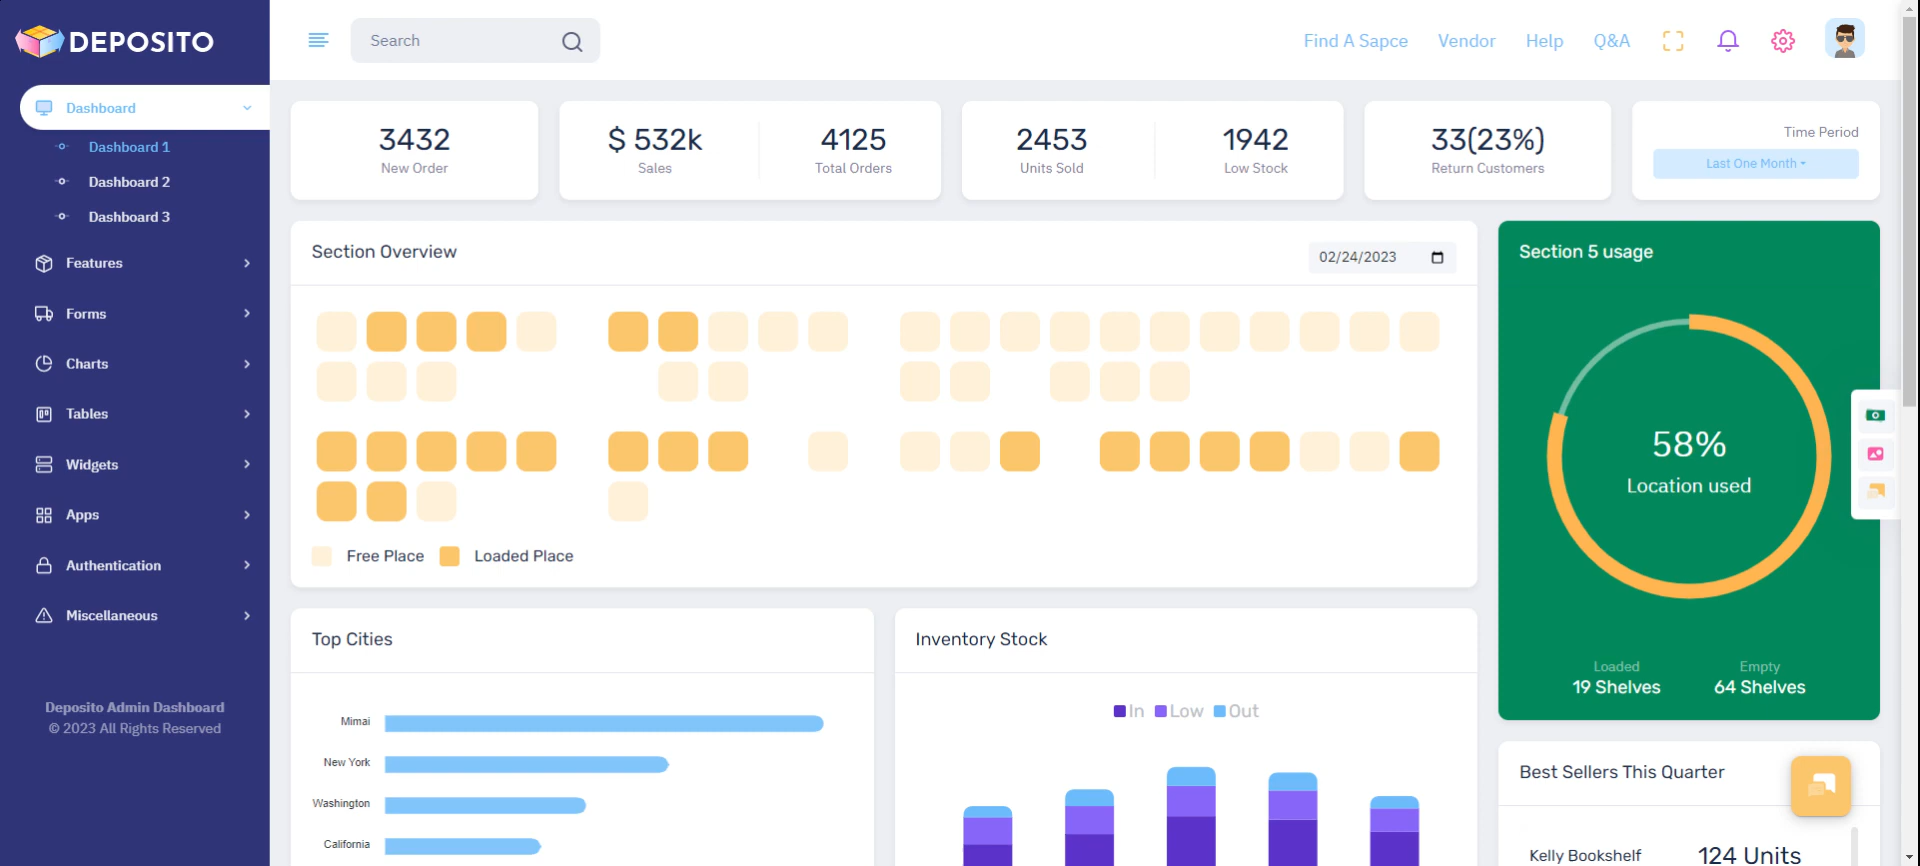 DEPOSITO
Search
Find A Sapce
Vendor
Help
Q&A
Dashboard
Dashboard 1
Dashboard 2
Dashboard 3
Features
Forms
Charts
Tables
Widgets
Apps
Authentication
Miscellaneous
Deposito Admin Dashboard
© 2023 All Rights Reserved
3432
New Order
$ 532k
Sales
4125
Total Orders
2453
Units Sold
1942
Low Stock
33(23%)
Return Customers
Time Period
Last One Month
Section Overview
02/24/2023
Free Place
Loaded Place
Section 5 usage
58%
Location used
Loaded
19 Shelves
Empty
64 Shelves
Top Cities
Mimai
New York
Washington
California
Inventory Stock
In
Low
Out
Best Sellers This Quarter
Kelly Bookshelf
124 Units